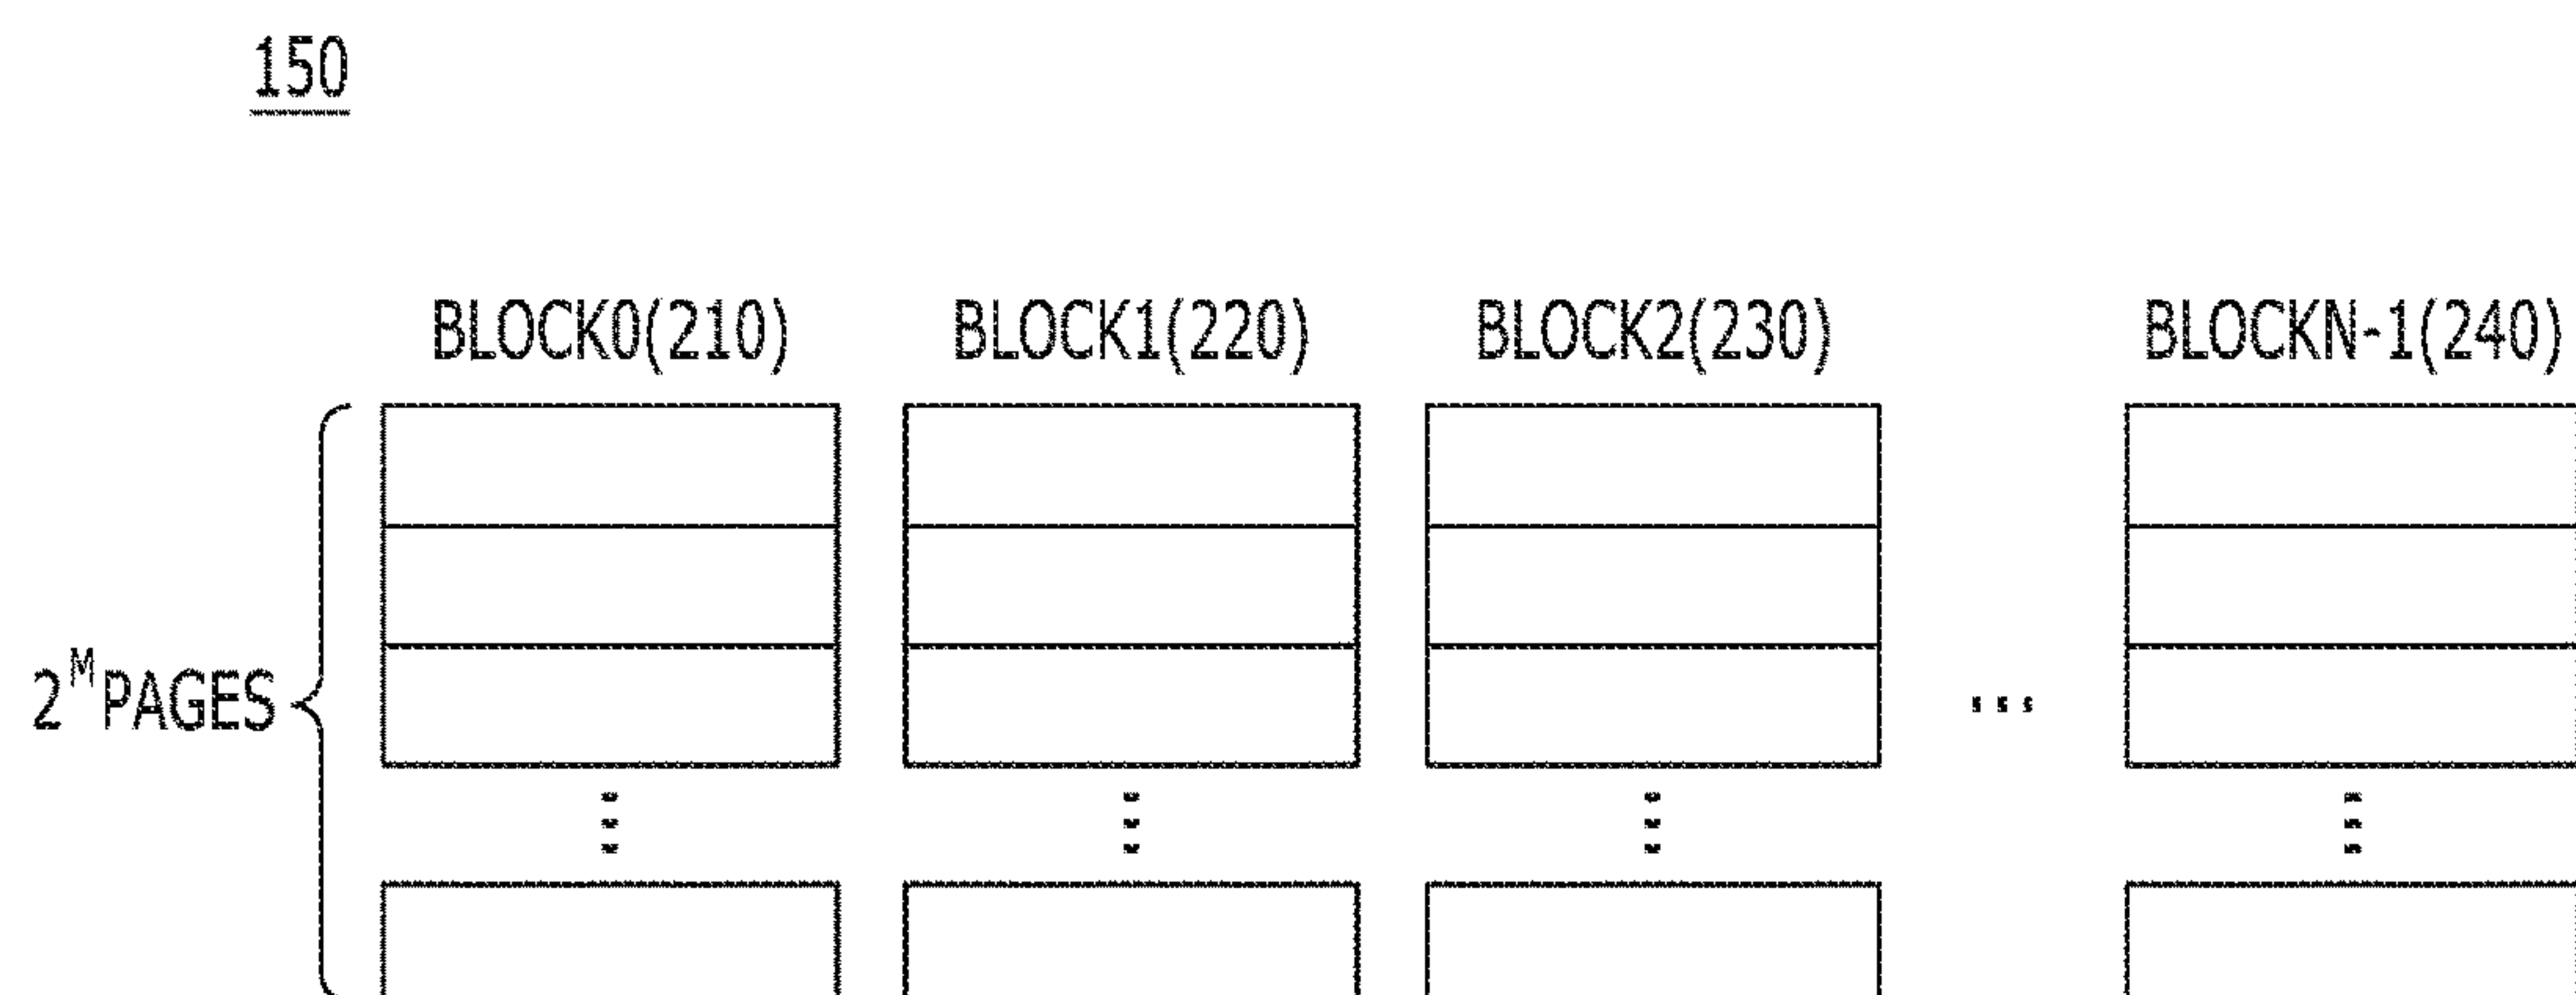 150
BLOCK0(210) BLOCK1(220) BLOCK2(230) BLOCKN-1(240)
2^M PAGES
...